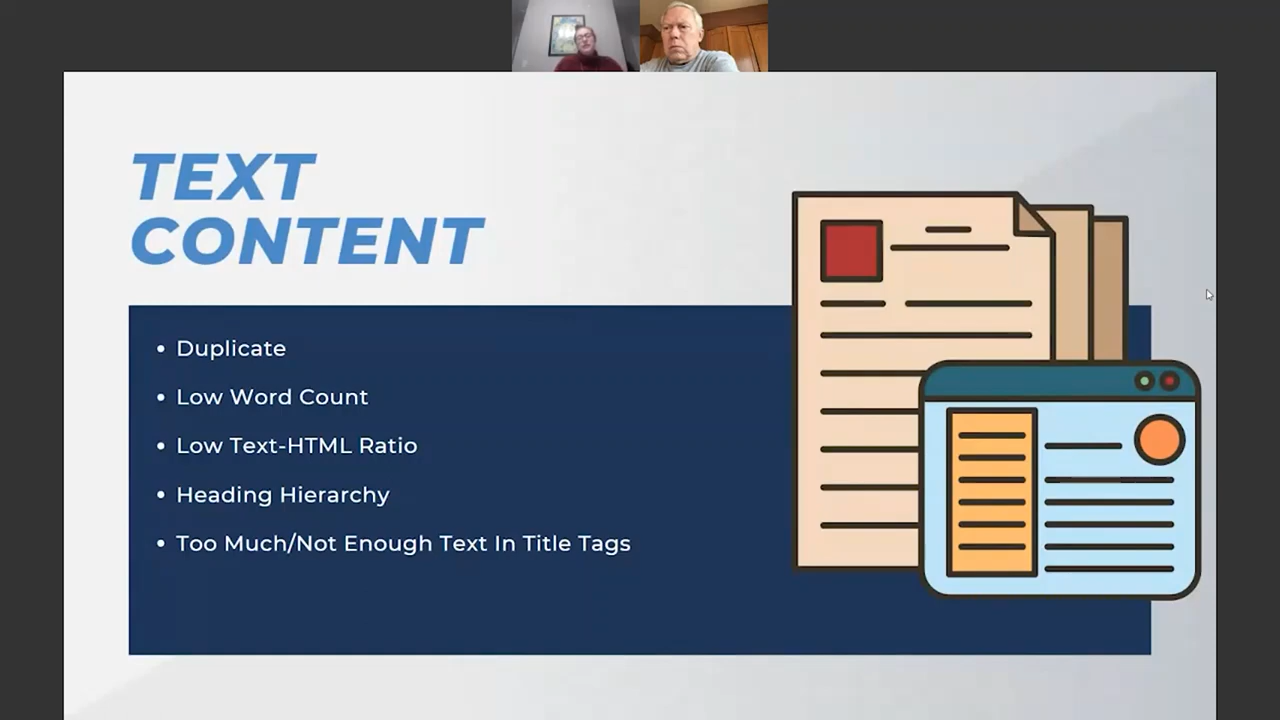 TEXT
CONTENT
• Duplicate
• Low Word Count
• Low Text-HTML Ratio
• Heading Hierarchy
• Too Much/Not Enough Text In Title Tags